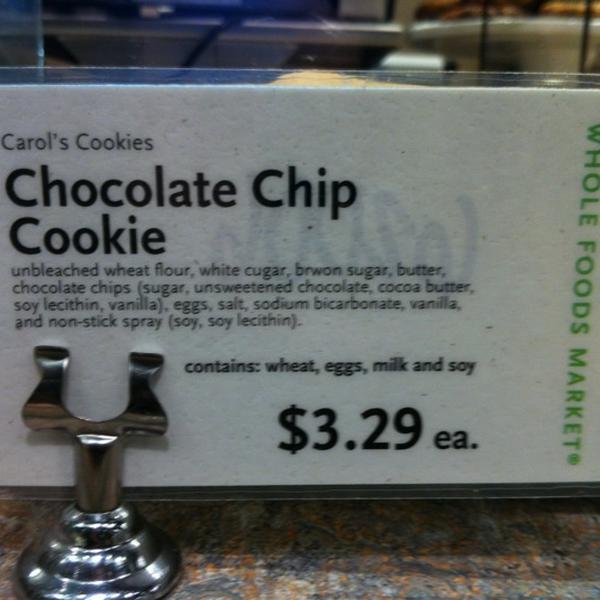 Carol's Cookies
Chocolate Chip
Cookie
unbleached wheat flour, white cugar, brwon sugar, butter,
chocolate chips (sugar, unsweetened chocolate, cocoa butter,
soy lecithin, vanilla), eggs, salt, sodium bicarbonate, vanilla,
and non-stick spray (soy, soy lecithin).
contains: wheat, eggs, milk and soy
$3.29 ea.
WHOLE FOODS MARKET®